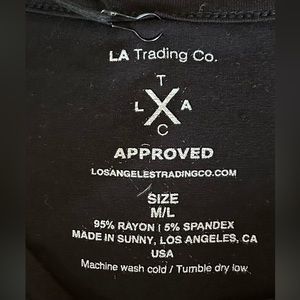 LA Trading Co.
T
L X A
C
APPROVED
LOSANGELESTRADINGCO.COM
SIZE
M/L
95% RAYON | 5% SPANDEX
MADE IN SUNNY, LOS ANGELES, CA
USA
Machine wash cold / Tumble dry low